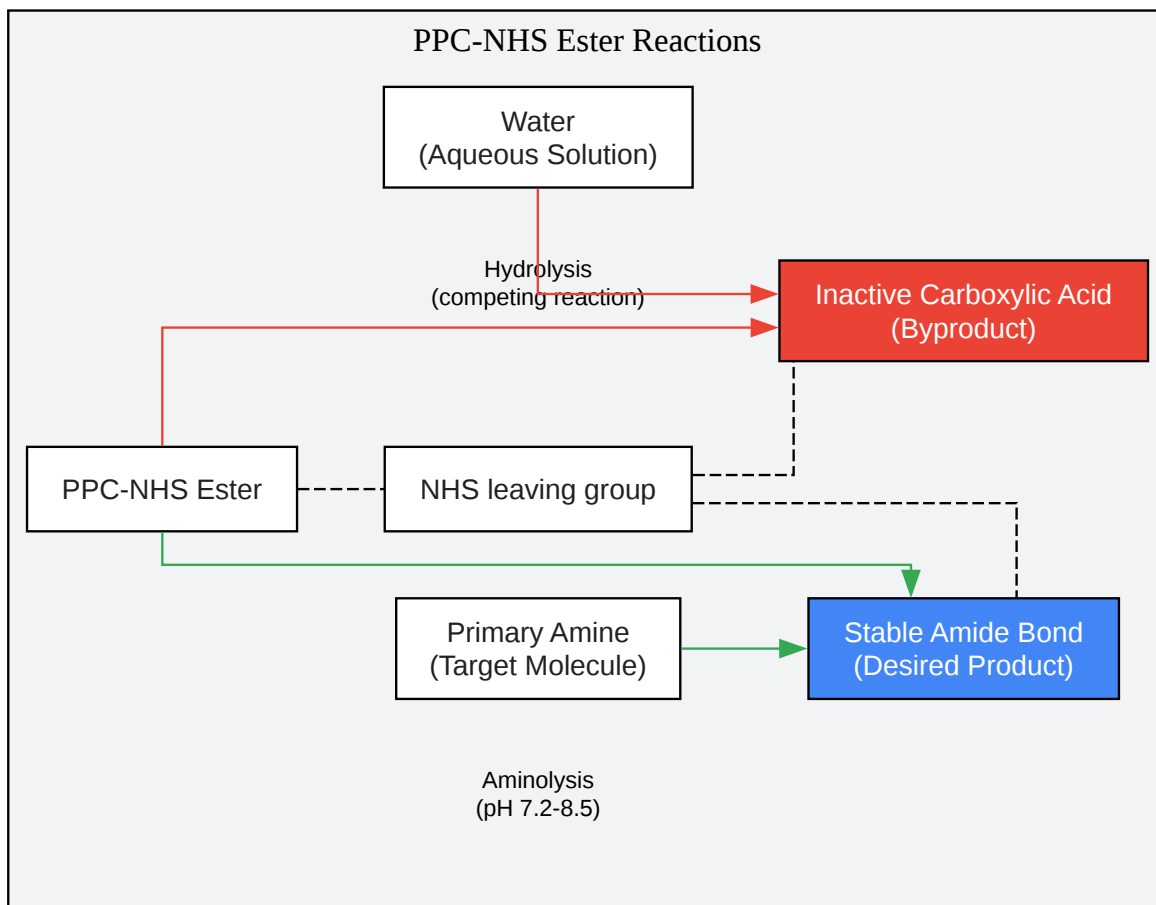 PPC-NHS Ester Reactions
Water
(Aqueous Solution)
Hydrolysis
(competing reaction)
Inactive Carboxylic Acid
(Byproduct)
PPC-NHS Ester
NHS leaving group
Primary Amine
(Target Molecule)
Stable Amide Bond
(Desired Product)
Aminolysis
(pH 7.2-8.5)